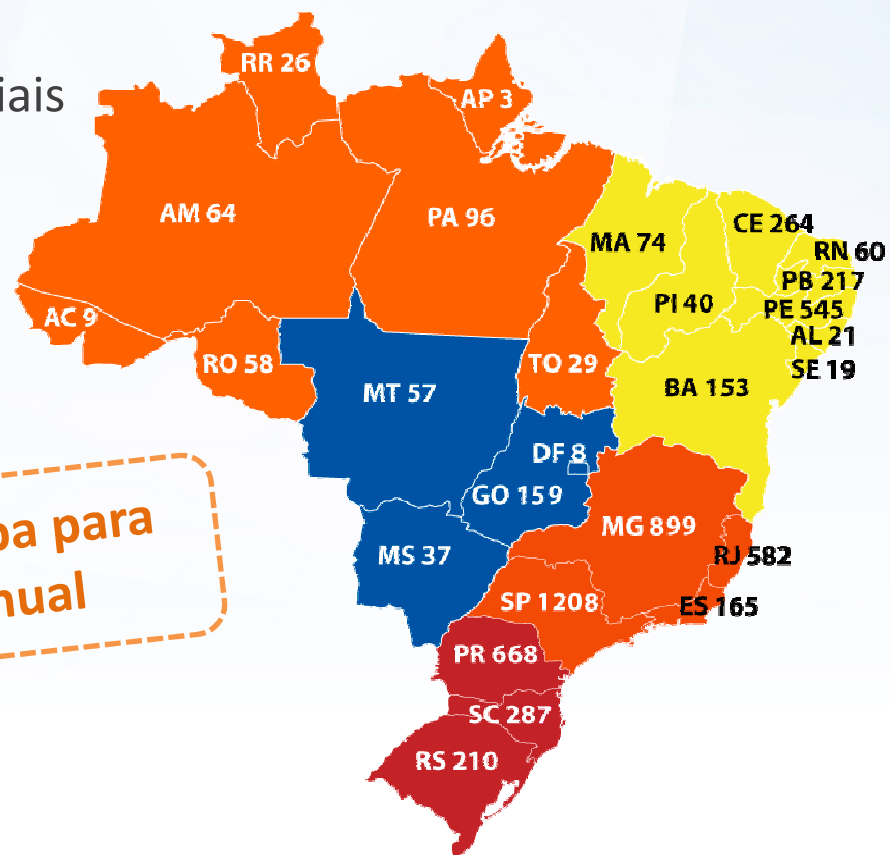 iais
RR 26
AP 3
AM 64
PA 96
MA 74
CE 264
RN 60
PB 217
PI 40
PE 545
AL 21
AC 9
RO 58
TO 29
SE 19
MT 57
BA 153
DF 8
GO 159
pa para
nual
MG 899
MS 37
RJ 582
SP 1208
ES 165
PR 668
SC 287
RS 210